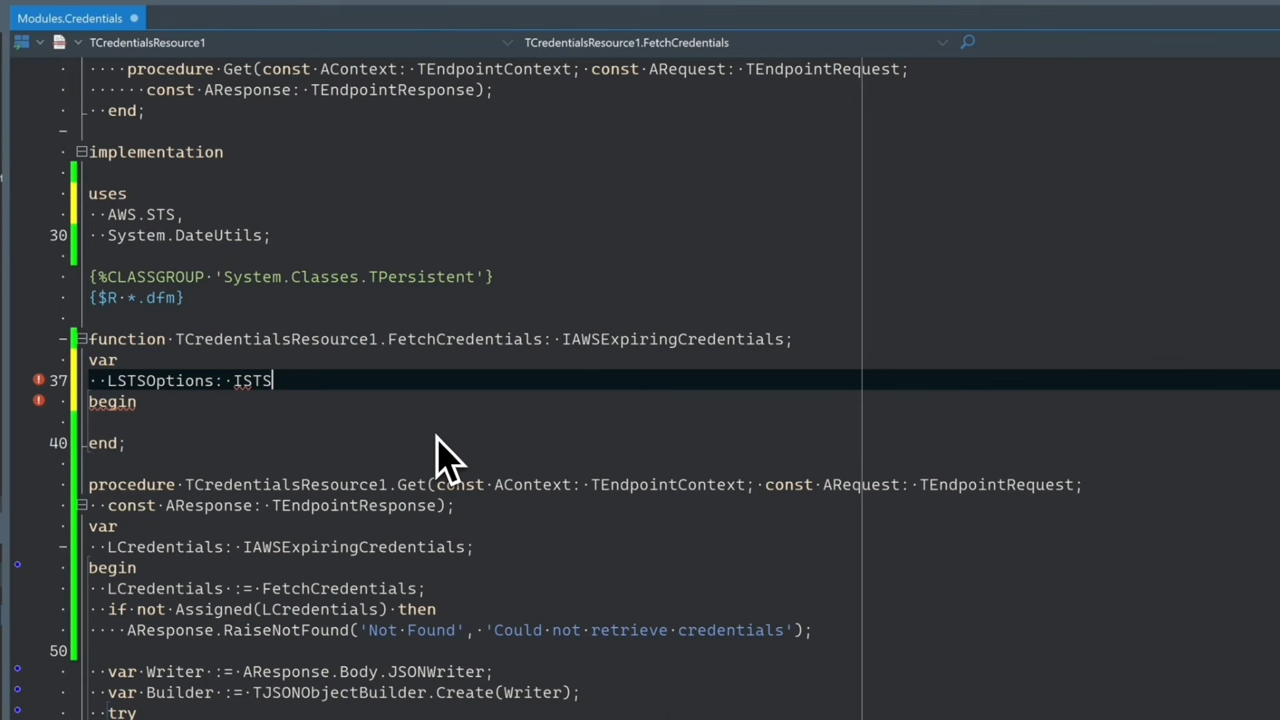 Modules.Credentials
TCredentialsResource1 TCredentialsResource1.FetchCredentials
procedure Get(const AContext: TEndpointContext; const ARequest: TEndpointRequest;
const AResponse: TEndpointResponse);
end;
implementation
uses
AWS.STS,
30 System.DateUtils;
{%CLASSGROUP 'System.Classes.TPersistent'}
{$R *.dfm}
function TCredentialsResource1.FetchCredentials: IAWSExpiringCredentials;
var
37 LSTSOptions: ISTS
begin
40 end;
procedure TCredentialsResource1.Get(const AContext: TEndpointContext; const ARequest: TEndpointRequest;
const AResponse: TEndpointResponse);
var
LCredentials: IAWSExpiringCredentials;
begin
LCredentials := FetchCredentials;
if not Assigned(LCredentials) then
AResponse.RaiseNotFound('Not Found', 'Could not retrieve credentials');
50
var Writer := AResponse.Body.JSONWriter;
var Builder := TJSONObjectBuilder.Create(Writer);
try